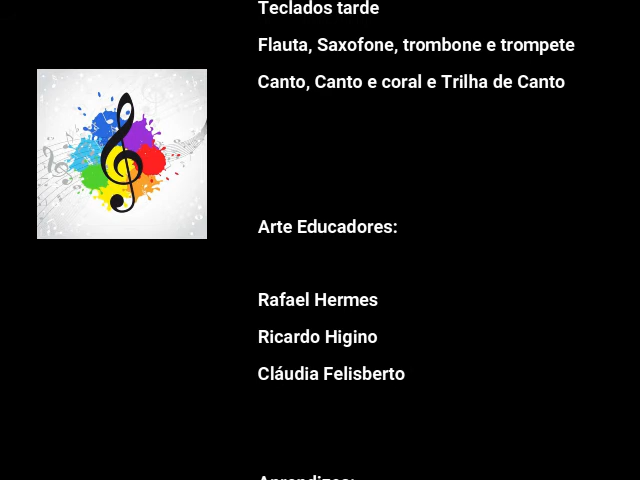 Teclados tarde
Flauta, Saxofone, trombone e trompete
Canto, Canto e coral e Trilha de Canto
Arte Educadores:
Rafael Hermes
Ricardo Higino
Cláudia Felisberto